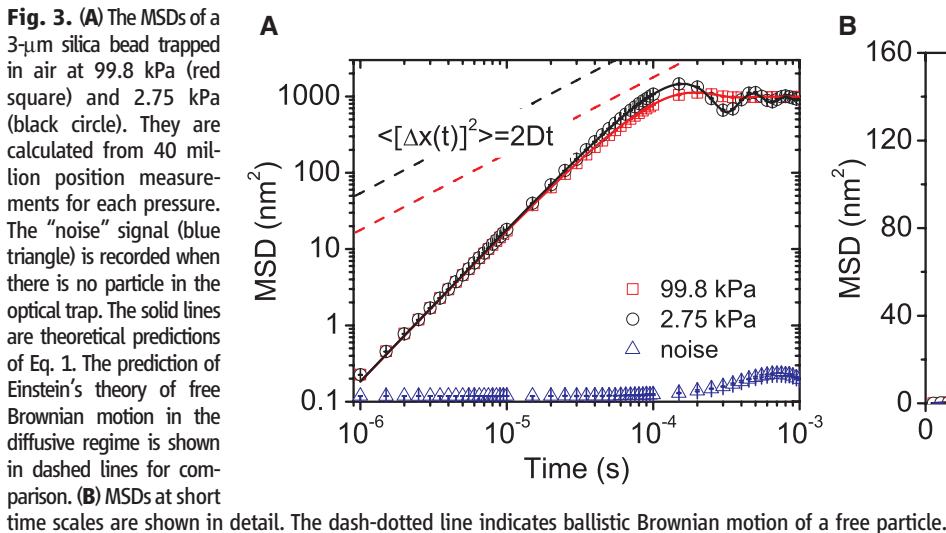 Fig. 3. (A) The MSDs of a
3-μm silica bead trapped
in air at 99.8 kPa (red
square) and 2.75 kPa
(black circle). They are
calculated from 40 mil-
lion position measure-
ments for each pressure.
The “noise” signal (blue
triangle) is recorded when
there is no particle in the
optical trap. The solid lines
are theoretical predictions
of Eq. 1. The prediction of
Einstein’s theory of free
Brownian motion in the
diffusive regime is shown
in dashed lines for com-
parison. (B) MSDs at short
time scales are shown in detail. The dash-dotted line indicates ballistic Brownian motion of a free particle.
A
MSD (nm²)
1000
100
10
1
0.1
<[Δx(t)]²>=2Dt
99.8 kPa
2.75 kPa
noise
10⁻⁶
10⁻⁵
10⁻⁴
10⁻³
Time (s)
B
MSD (nm²)
160
120
80
40
0
0